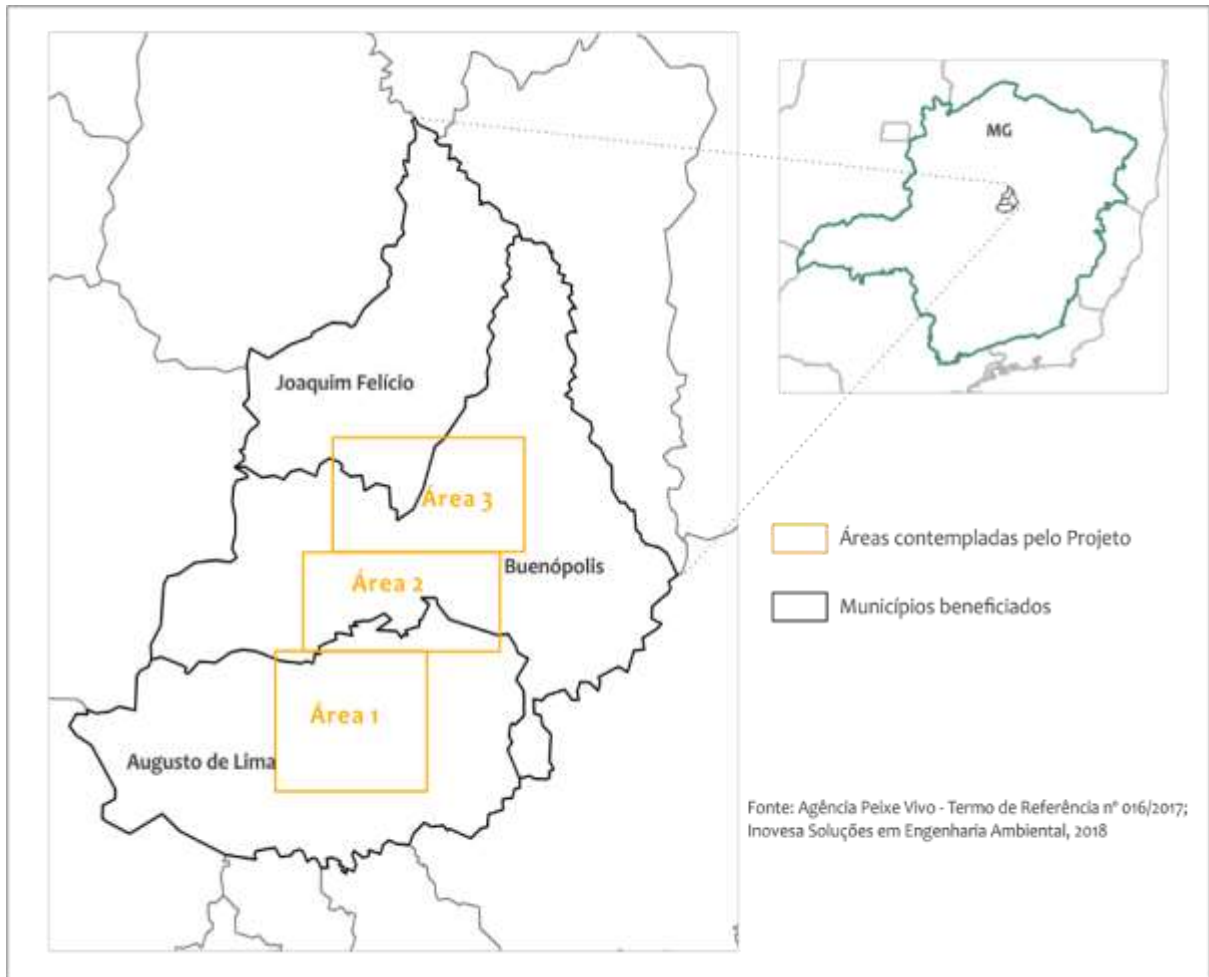 MG
Joaquim Felício
Área 3
Buenópolis
Área 2
Área 1
Augusto de Lima
Áreas contempladas pelo Projeto
Municípios beneficiados
Fonte: Agência Peixe Vivo - Termo de Referência n° 016/2017;
Inovesa Soluções em Engenharia Ambiental, 2018